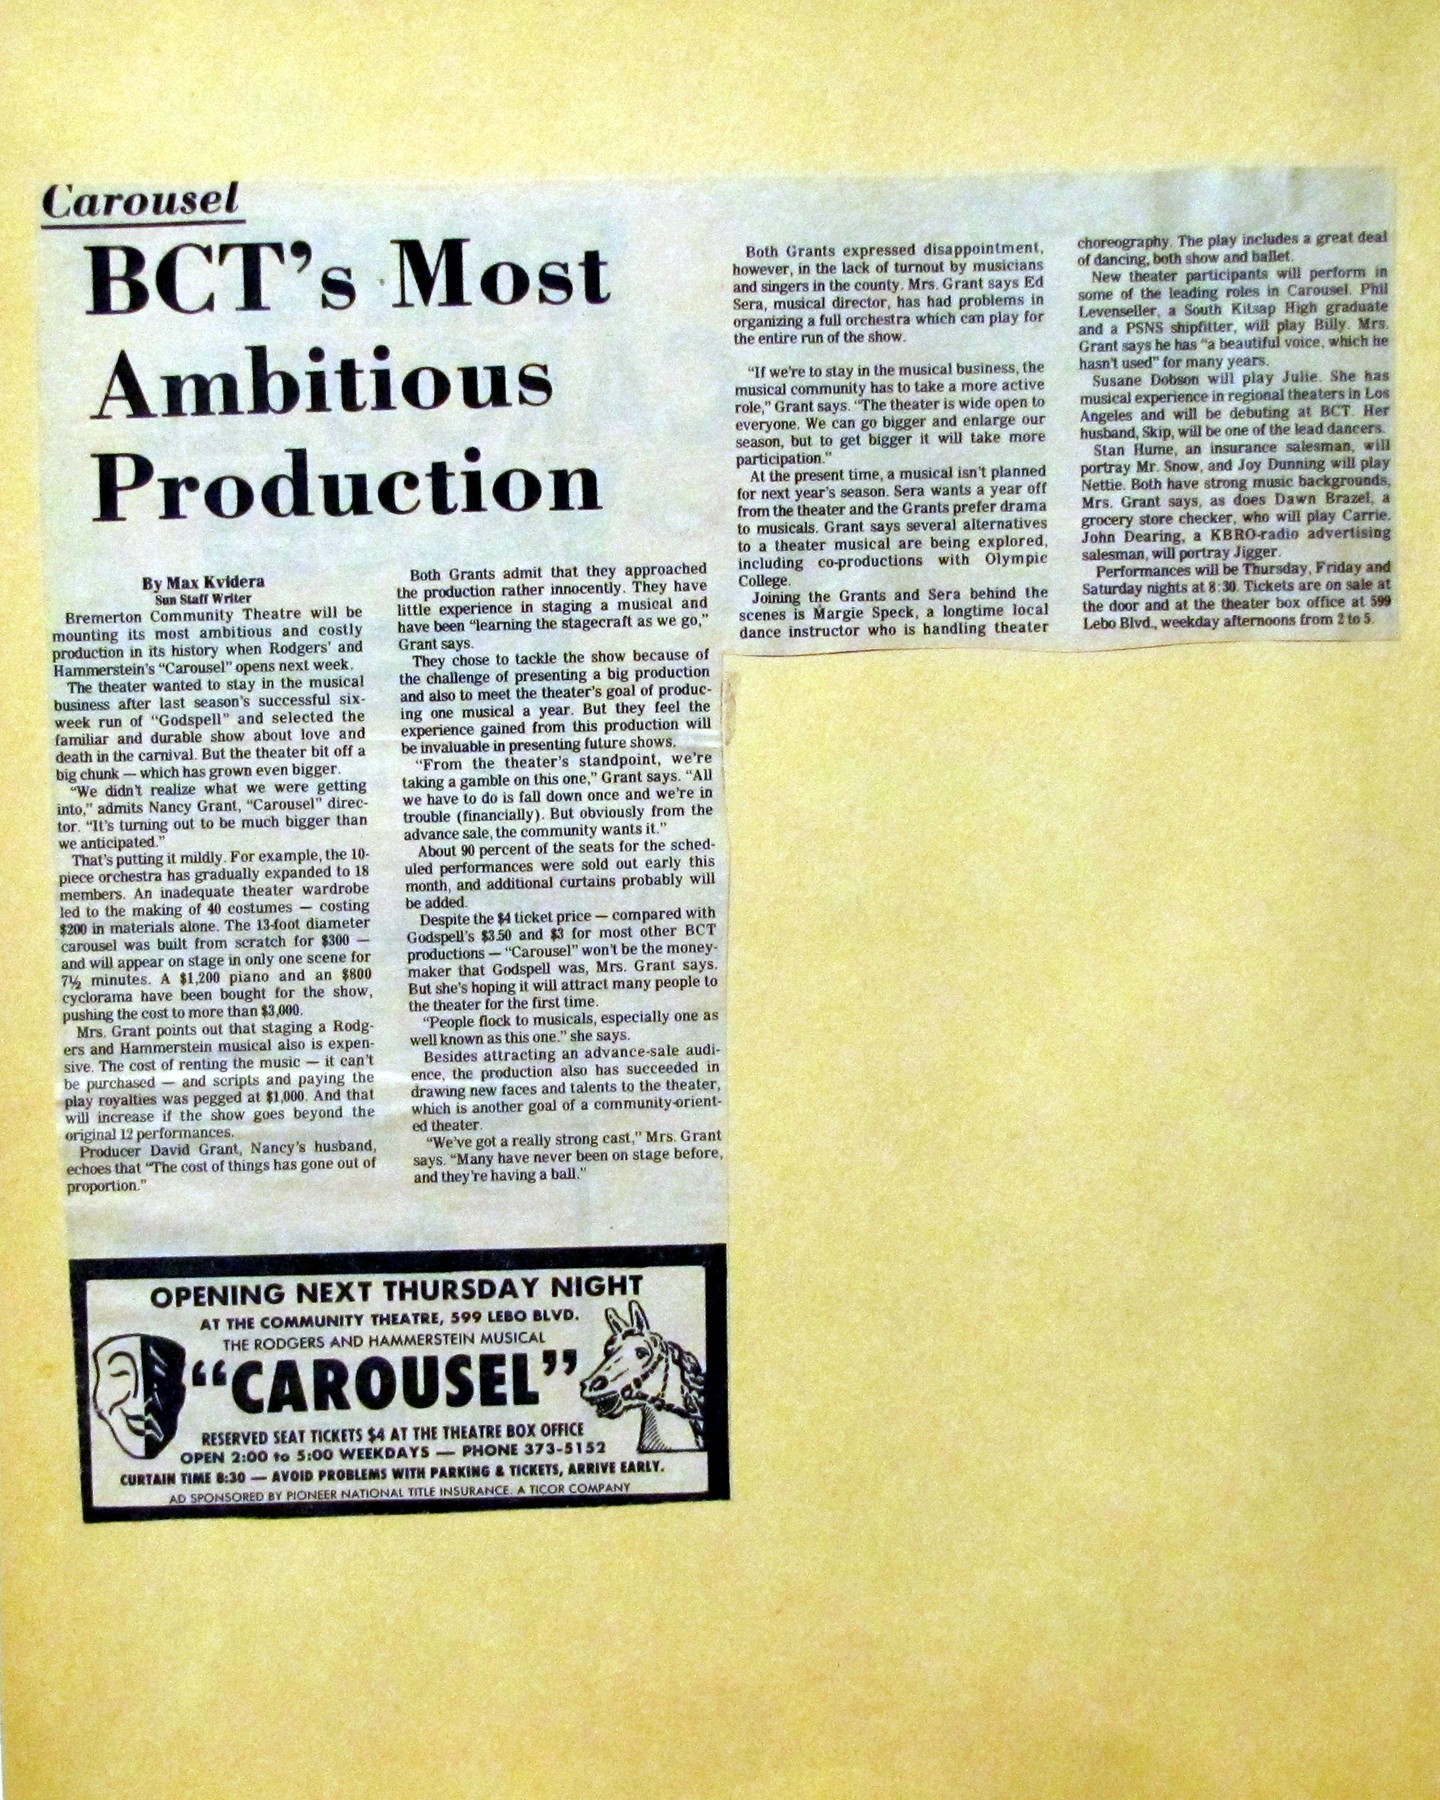 Carousel
BCT's Most
Ambitious
Production
By Max Kvidera
Sun Staff Writer
Bremerton Community Theatre will be
mounting its most ambitious and costly
production in its history when Rodgers' and
Hammerstein's "Carousel" opens next week.
The theater wanted to stay in the musical
business after last season's successful six-
week run of "Godspell" and selected the
familiar and durable show about love and
death in the carnival. But the theater bit off a
big chunk — which has grown even bigger.
"We didn't realize what we were getting
into," admits Nancy Grant, "Carousel" direc-
tor. "It's turning out to be much bigger than
we anticipated."
That's putting it mildly. For example, the 10-
piece orchestra has gradually expanded to 18
members. An inadequate theater wardrobe
led to the making of 40 costumes — costing
$200 in materials alone. The 13-foot diameter
carousel was built from scratch for $300 —
and will appear on stage in only one scene for
7½ minutes. A $1,200 piano and an $800
cyclorama have been bought for the show,
pushing the cost to more than $3,000.
Mrs. Grant points out that staging a Rodg-
ers and Hammerstein musical also is expen-
sive. The cost of renting the music — it can't
be purchased — and scripts and paying the
play royalties was pegged at $1,000. And that
will increase if the show goes beyond the
original 12 performances.
Producer David Grant, Nancy's husband,
echoes that "The cost of things has gone out of
proportion."
Both Grants admit that they approached
the production rather innocently. They have
little experience in staging a musical and
have been "learning the stagecraft as we go,"
Grant says.
They chose to tackle the show because of
the challenge of presenting a big production
and also to meet the theater's goal of produc-
ing one musical a year. But they feel the
experience gained from this production will
be invaluable in presenting future shows.
"From the theater's standpoint, we're
taking a gamble on this one," Grant says. "All
we have to do is fall down once and we're in
trouble (financially). But obviously from the
advance sale, the community wants it."
About 90 percent of the seats for the sched-
uled performances were sold out early this
month, and additional curtains probably will
be added.
Despite the $4 ticket price — compared with
Godspell's $3.50 and $3 for most other BCT
productions — "Carousel" won't be the money-
maker that Godspell was, Mrs. Grant says.
But she's hoping it will attract many people to
the theater for the first time.
"People flock to musicals, especially one as
well known as this one." she says.
Besides attracting an advance-sale audi-
ence, the production also has succeeded in
drawing new faces and talents to the theater,
which is another goal of a community-orient-
ed theater.
"We've got a really strong cast," Mrs. Grant
says. "Many have never been on stage before,
and they're having a ball."
Both Grants expressed disappointment,
however, in the lack of turnout by musicians
and singers in the county. Mrs. Grant says Ed
Sera, musical director, has had problems in
organizing a full orchestra which can play for
the entire run of the show.
"If we're to stay in the musical business, the
musical community has to take a more active
role," Grant says. "The theater is wide open to
everyone. We can go bigger and enlarge our
season, but to get bigger it will take more
participation."
At the present time, a musical isn't planned
for next year's season. Sera wants a year off
from the theater and the Grants prefer drama
to musicals. Grant says several alternatives
to a theater musical are being explored,
including co-productions with Olympic
College.
Joining the Grants and Sera behind the
scenes is Margie Speck, a longtime local
dance instructor who is handling theater
choreography. The play includes a great deal
of dancing, both show and ballet.
New theater participants will perform in
some of the leading roles in Carousel. Phil
Levenseller, a South Kitsap High graduate
and a PSNS shipfitter, will play Billy. Mrs.
Grant says he has "a beautiful voice, which he
hasn't used" for many years.
Susane Dobson will play Julie. She has
musical experience in regional theaters in Los
Angeles and will be debuting at BCT. Her
husband, Skip, will be one of the lead dancers.
Stan Hume, an insurance salesman, will
portray Mr. Snow, and Joy Dunning will play
Nettie. Both have strong music backgrounds,
Mrs. Grant says, as does Dawn Brazel, a
grocery store checker, who will play Carrie.
John Dearing, a KBRO-radio advertising
salesman, will portray Jigger.
Performances will be Thursday, Friday and
Saturday nights at 8:30. Tickets are on sale at
the door and at the theater box office at 599
Lebo Blvd., weekday afternoons from 2 to 5.
OPENING NEXT THURSDAY NIGHT
AT THE COMMUNITY THEATRE, 599 LEBO BLVD.
THE RODGERS AND HAMMERSTEIN MUSICAL
"CAROUSEL"
RESERVED SEAT TICKETS $4 AT THE THEATRE BOX OFFICE
OPEN 2:00 to 5:00 WEEKDAYS — PHONE 373-5152
CURTAIN TIME 8:30 — AVOID PROBLEMS WITH PARKING & TICKETS, ARRIVE EARLY.
AD SPONSORED BY PIONEER NATIONAL TITLE INSURANCE. A TICOR COMPANY